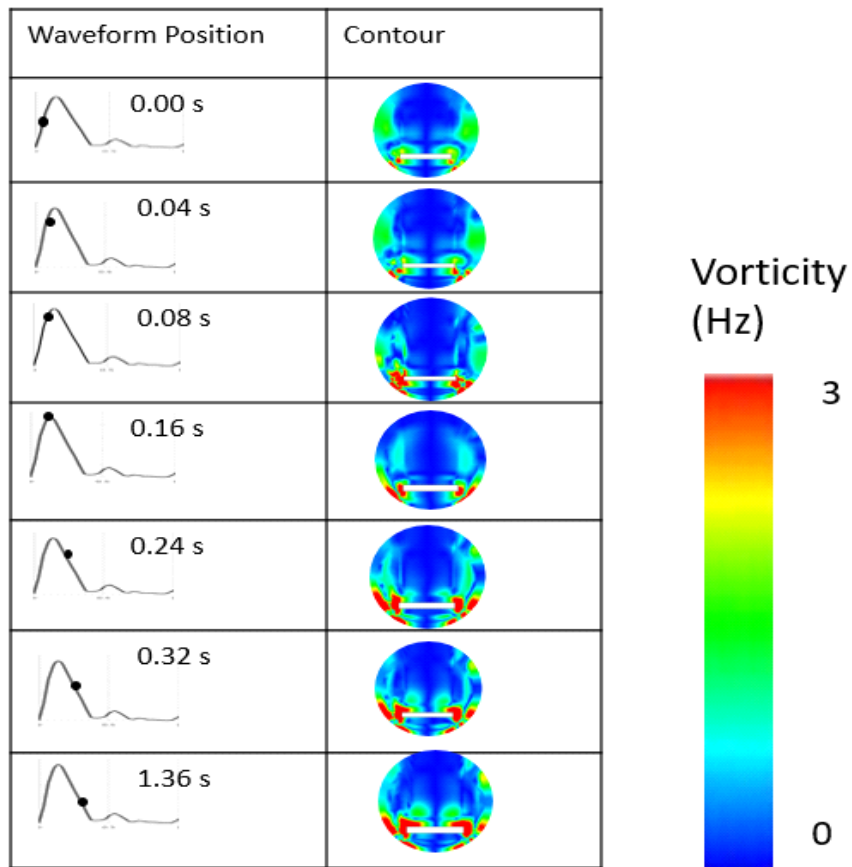 Waveform Position Contour
0.00 s
0.04 s
0.08 s
0.16 s
0.24 s
0.32 s
1.36 s
Vorticity
(Hz)
3
0